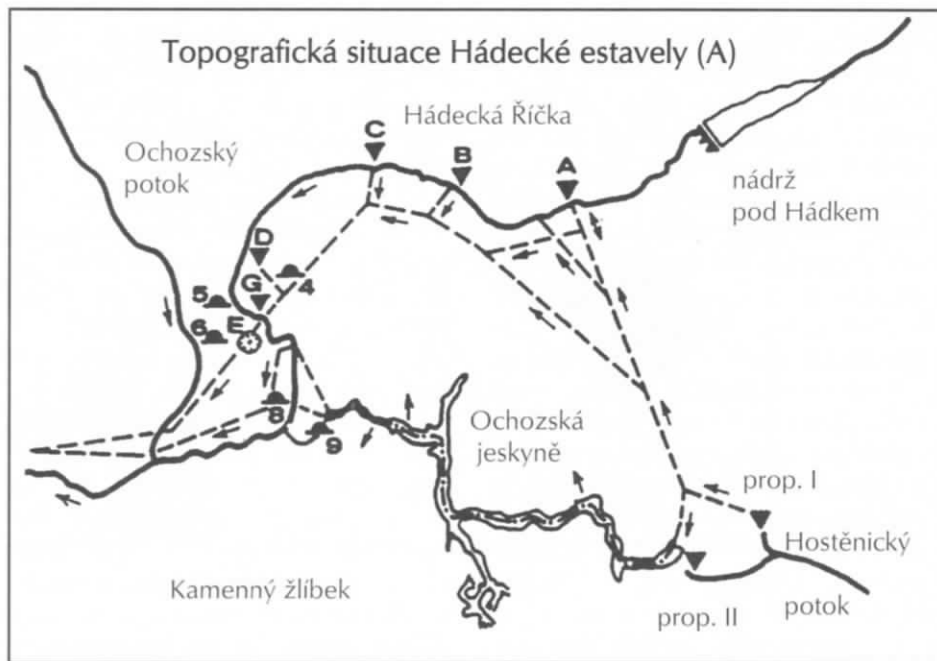 Topografická situace Hádecké estavely (A)
Hádecká Říčka
C
B
A
Ochozský
potok
nádrž
pod Hádkem
D
4
G
5
6
E
8
9
Ochozská
jeskyně
prop. I
Hostěnický
potok
prop. II
Kamenný žlíbek